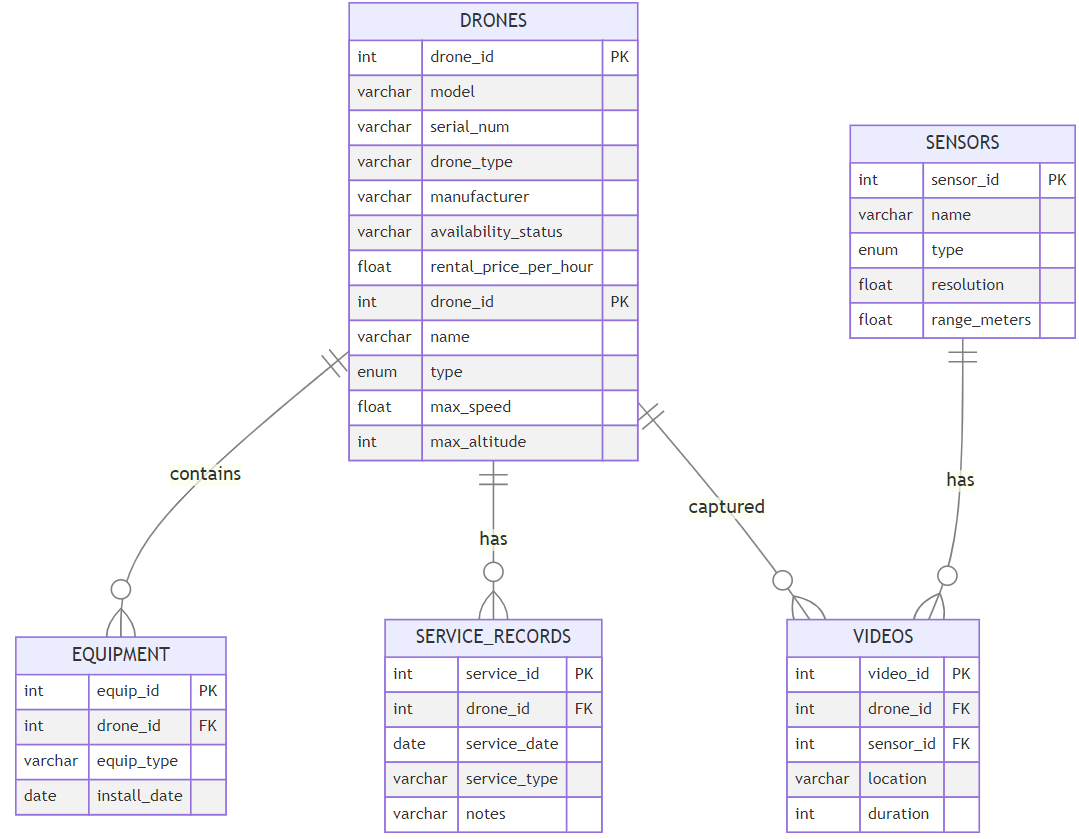 DRONES
int drone_id PK
varchar model
varchar serial_num
varchar drone_type
varchar manufacturer
varchar availability_status
float rental_price_per_hour
int drone_id PK
varchar name
enum type
float max_speed
int max_altitude
SENSORS
int sensor_id PK
varchar name
enum type
float resolution
float range_meters
contains
has
captured
has
EQUIPMENT
int equip_id PK
int drone_id FK
varchar equip_type
date install_date
SERVICE_RECORDS
int service_id PK
int drone_id FK
date service_date
varchar service_type
varchar notes
VIDEOS
int video_id PK
int drone_id FK
int sensor_id FK
varchar location
int duration